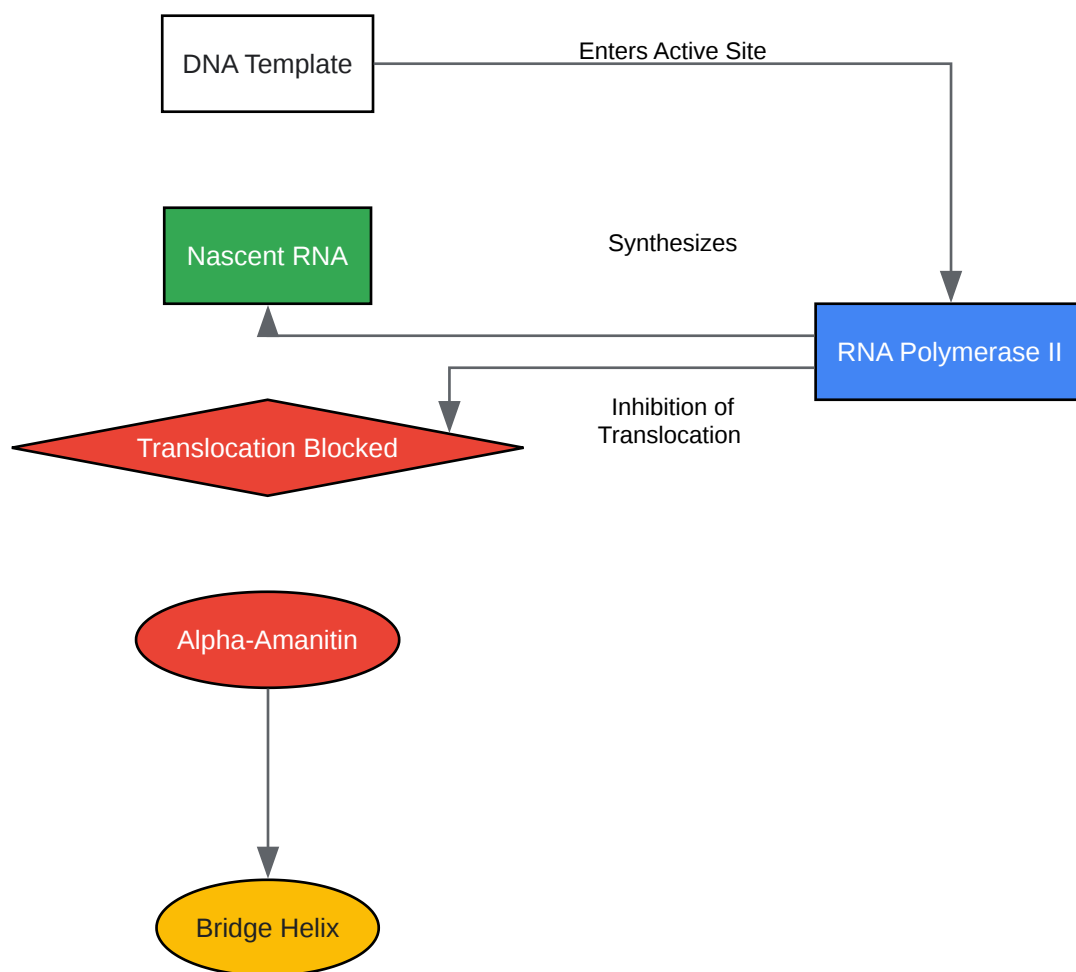 DNA Template
Enters Active Site
Nascent RNA
Synthesizes
RNA Polymerase II
Inhibition of
Translocation
Translocation Blocked
Alpha-Amanitin
Bridge Helix